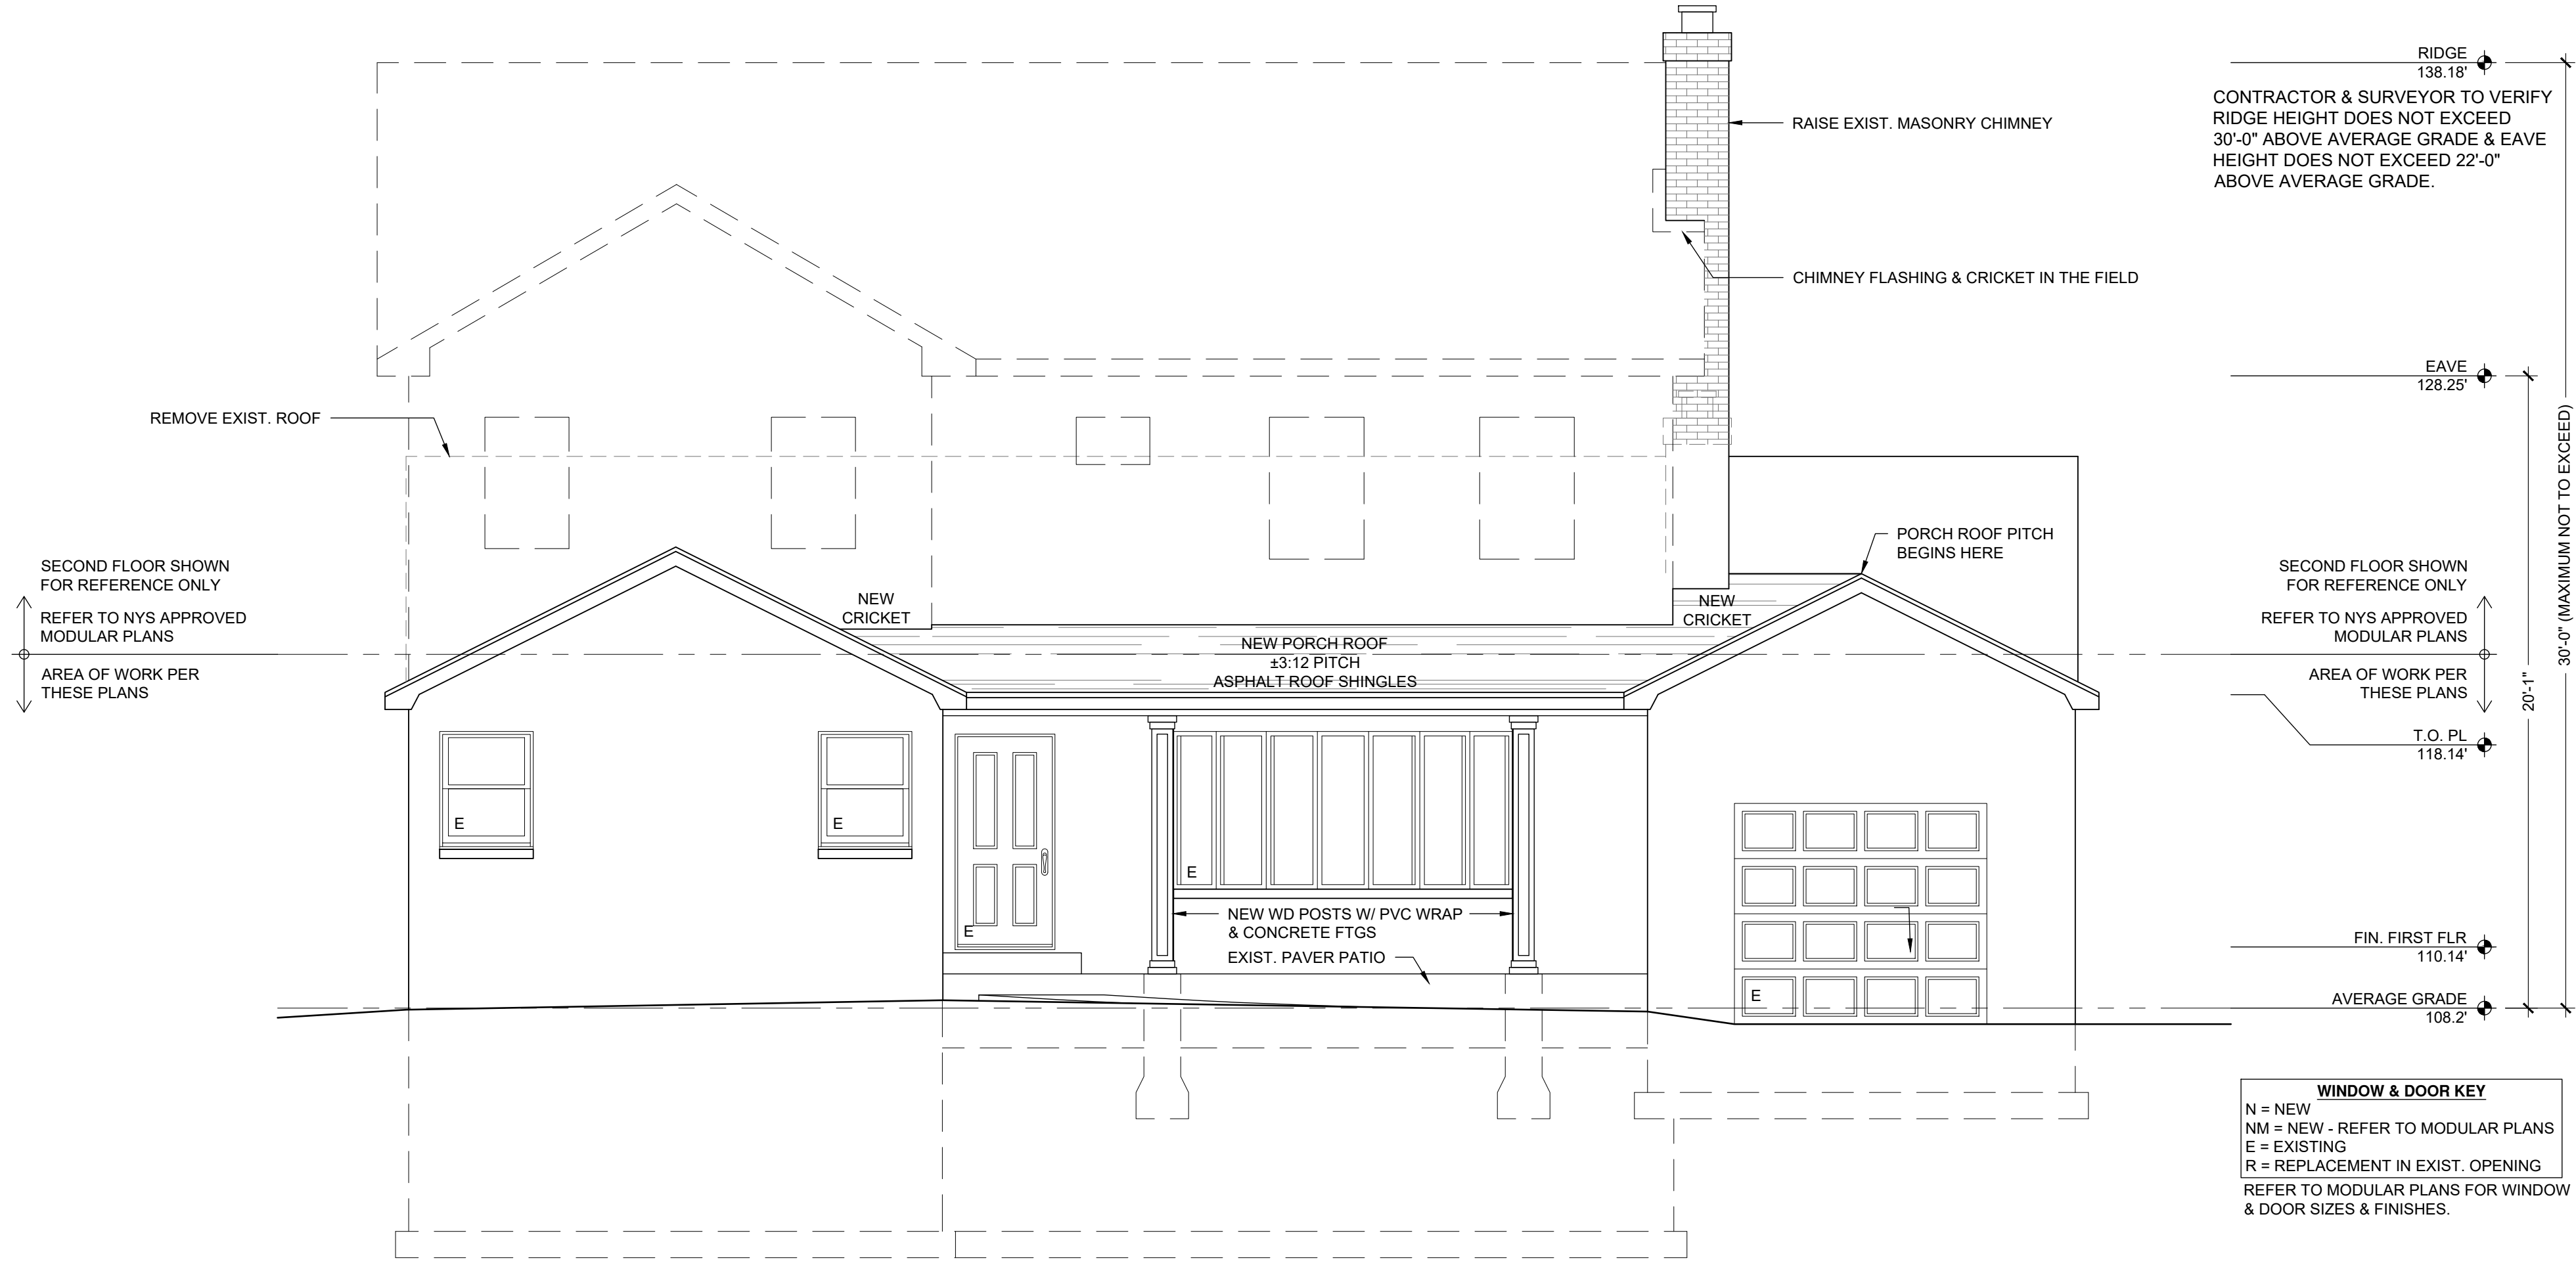 RIDGE
138.18'
CONTRACTOR & SURVEYOR TO VERIFY
RIDGE HEIGHT DOES NOT EXCEED
30'-0" ABOVE AVERAGE GRADE & EAVE
HEIGHT DOES NOT EXCEED 22'-0"
ABOVE AVERAGE GRADE.
RAISE EXIST. MASONRY CHIMNEY
CHIMNEY FLASHING & CRICKET IN THE FIELD
EAVE
128.25'
30'-0" (MAXIMUM NOT TO EXCEED)
20'-1"
REMOVE EXIST. ROOF
PORCH ROOF PITCH
BEGINS HERE
SECOND FLOOR SHOWN
FOR REFERENCE ONLY
REFER TO NYS APPROVED
MODULAR PLANS
AREA OF WORK PER
THESE PLANS
NEW
CRICKET
NEW PORCH ROOF
±3:12 PITCH
ASPHALT ROOF SHINGLES
NEW
CRICKET
SECOND FLOOR SHOWN
FOR REFERENCE ONLY
REFER TO NYS APPROVED
MODULAR PLANS
AREA OF WORK PER
THESE PLANS
T.O. PL
118.14'
E
E
E
E
NEW WD POSTS W/ PVC WRAP
& CONCRETE FTGS
EXIST. PAVER PATIO
E
FIN. FIRST FLR
110.14'
AVERAGE GRADE
108.2'
WINDOW & DOOR KEY
N = NEW
NM = NEW - REFER TO MODULAR PLANS
E = EXISTING
R = REPLACEMENT IN EXIST. OPENING
REFER TO MODULAR PLANS FOR WINDOW
& DOOR SIZES & FINISHES.